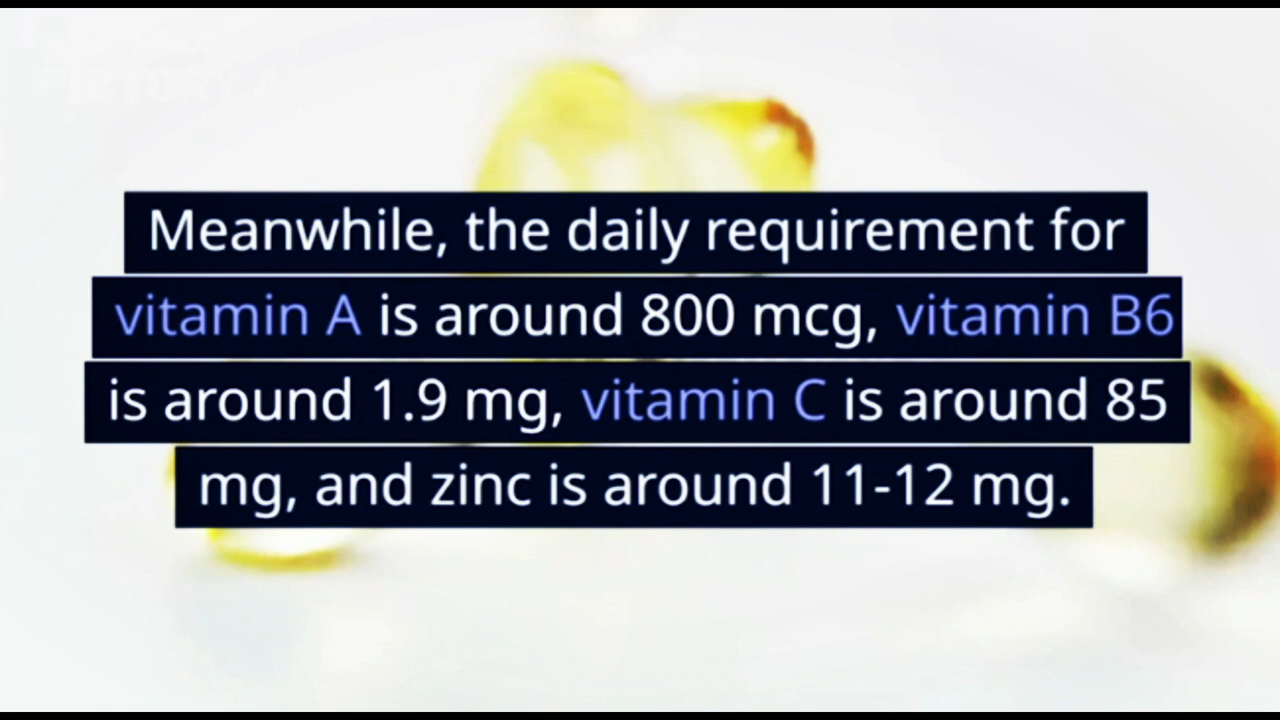 Meanwhile, the daily requirement for
vitamin A is around 800 mcg, vitamin B6
is around 1.9 mg, vitamin C is around 85
mg, and zinc is around 11-12 mg.